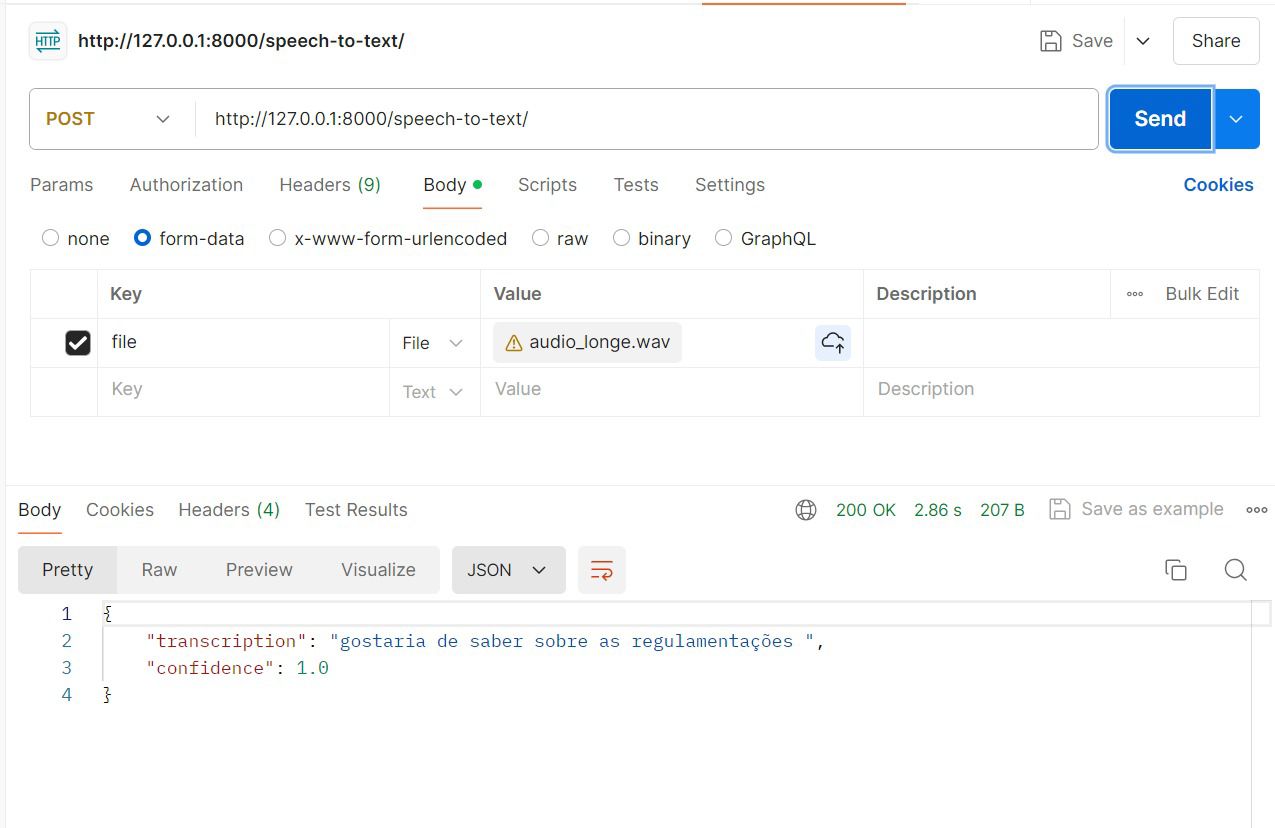 HTTP http://127.0.0.1:8000/speech-to-text/ Save Share
POST http://127.0.0.1:8000/speech-to-text/ Send
Params Authorization Headers (9) Body Scripts Tests Settings Cookies
none form-data x-www-form-urlencoded raw binary GraphQL
Key Value Description Bulk Edit
file File audio_longe.wav
Key Text Value Description
Body Cookies Headers (4) Test Results 200 OK 2.86 s 207 B Save as example
Pretty Raw Preview Visualize JSON
1 {
2 "transcription": "gostaria de saber sobre as regulamentações ",
3 "confidence": 1.0
4 }